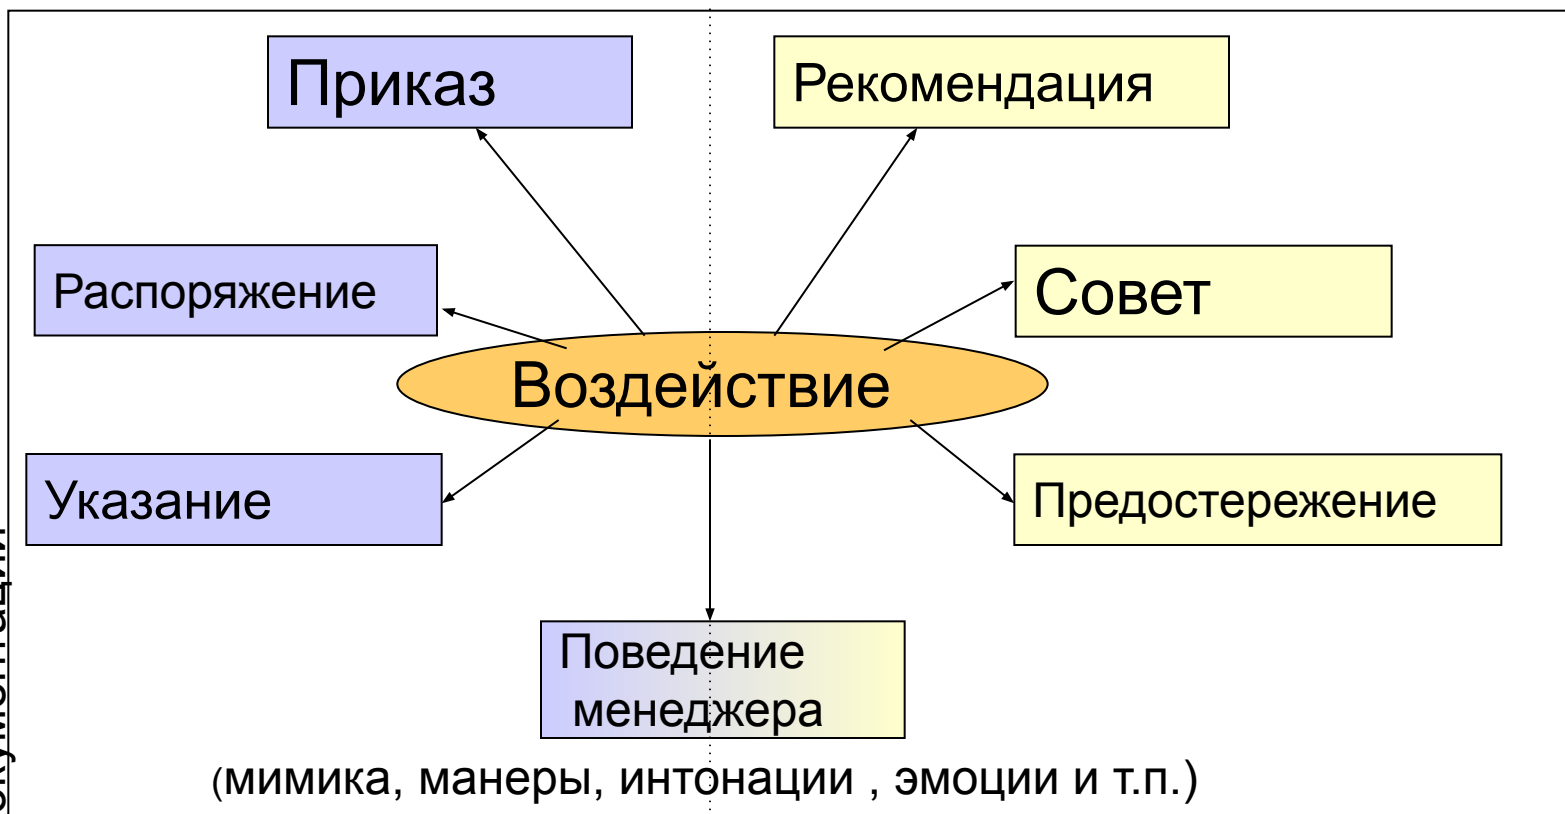 Приказ
Рекомендация
Распоряжение
Совет
Воздействие
Указание
Предостережение
Поведение
менеджера
(мимика, манеры, интонации , эмоции и т.п.)